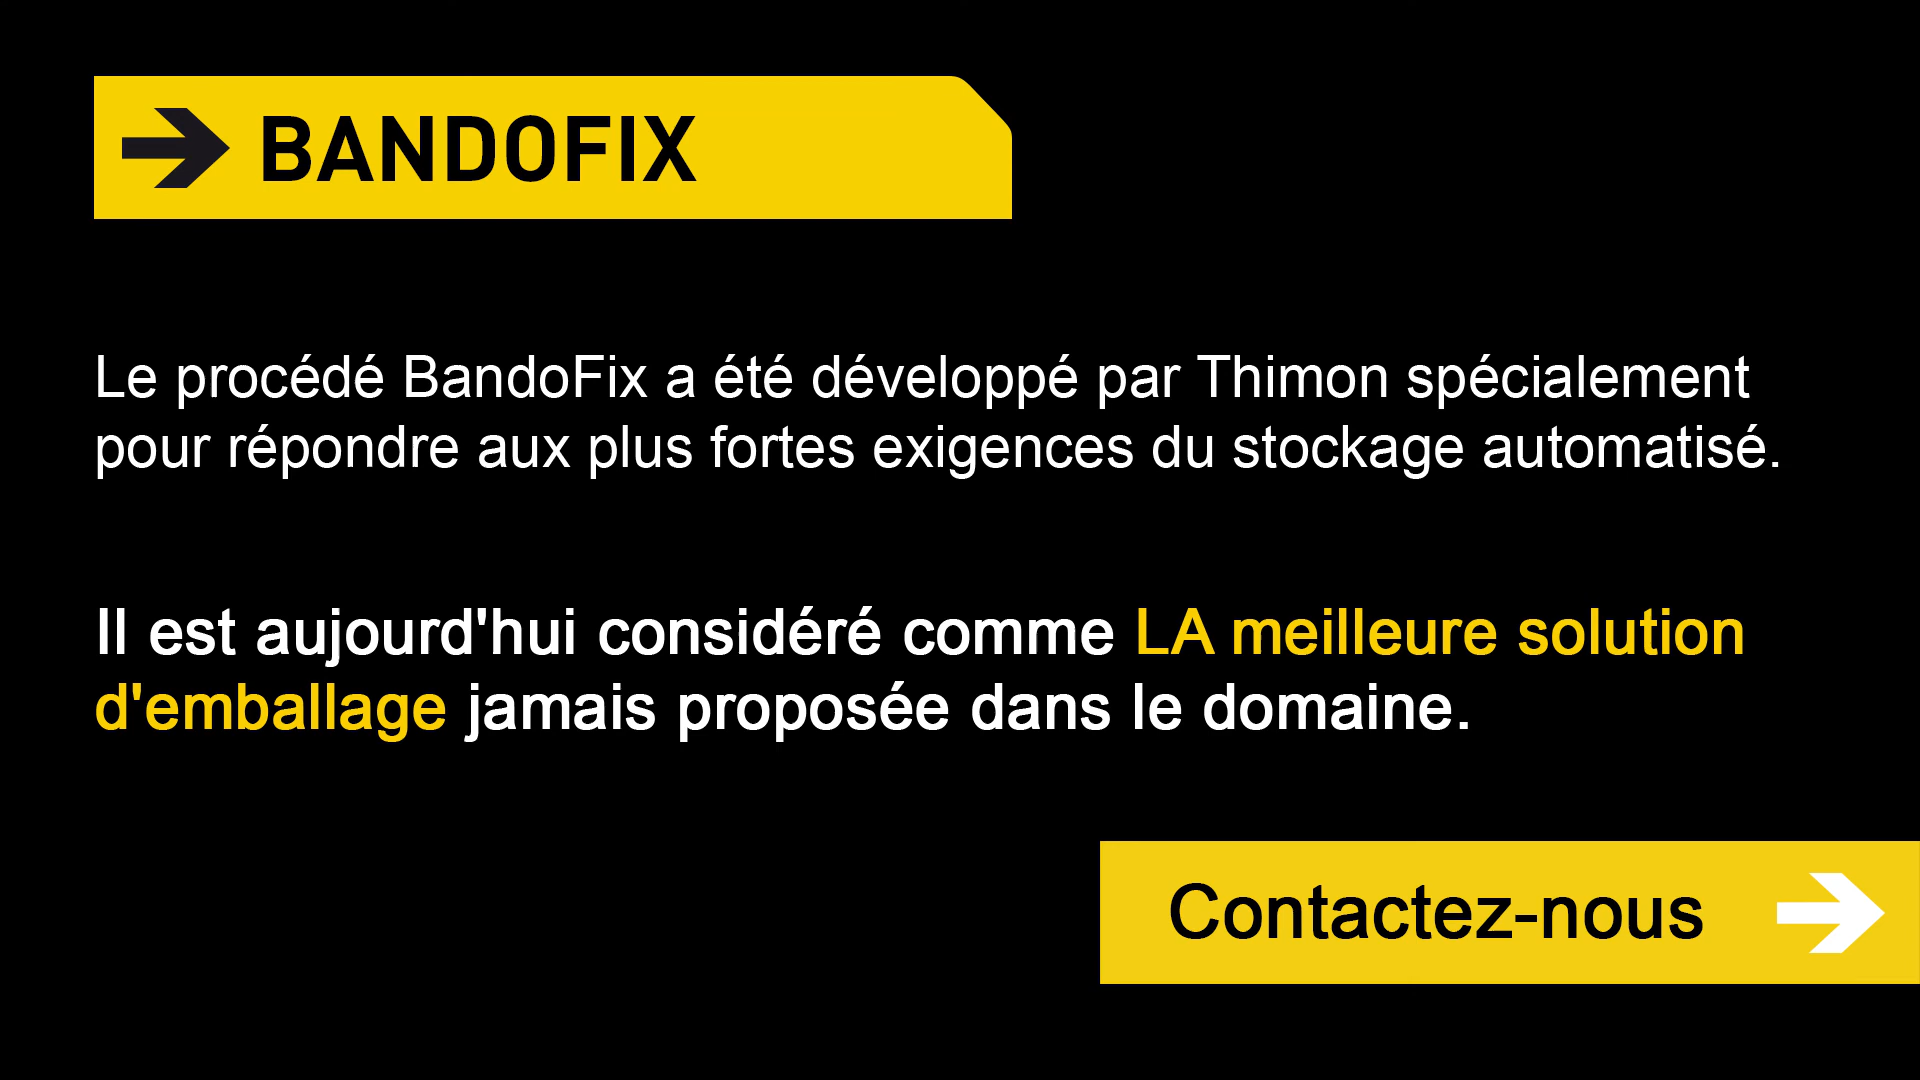 BANDOFIX
Le procédé BandoFix a été développé par Thimon spécialement
pour répondre aux plus fortes exigences du stockage automatisé.
Il est aujourd'hui considéré comme LA meilleure solution
d'emballage jamais proposée dans le domaine.
Contactez-nous